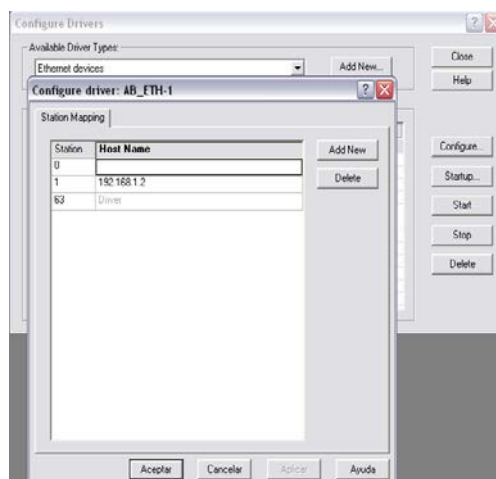 Configure Drivers
Available Driver Types:
Ethernet devices
Add New...
Close
Help
Configure driver: AB_ETH-1
Station Mapping
Station Host Name
0
1 192.168.1.2
63 Driver
Add New
Delete
Configure...
Startup...
Start
Stop
Delete
Aceptar
Cancelar
Aplicar
Ayuda